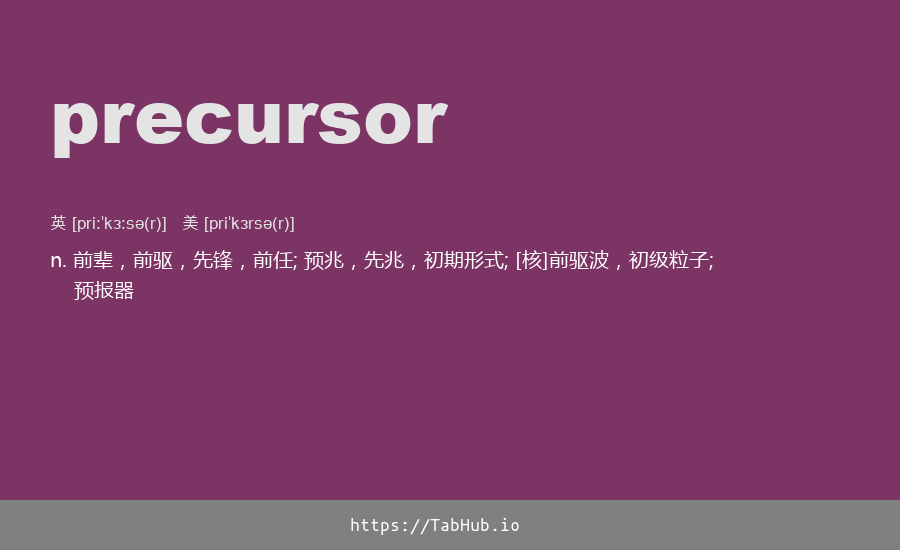 precursor
英 [priːˈkɜːsə(r)] 美 [priˈkɜrsə(r)]
n. 前辈，前驱，先锋，前任; 预兆，先兆，初期形式; [核]前驱波，初级粒子;
预报器
https://TabHub.io